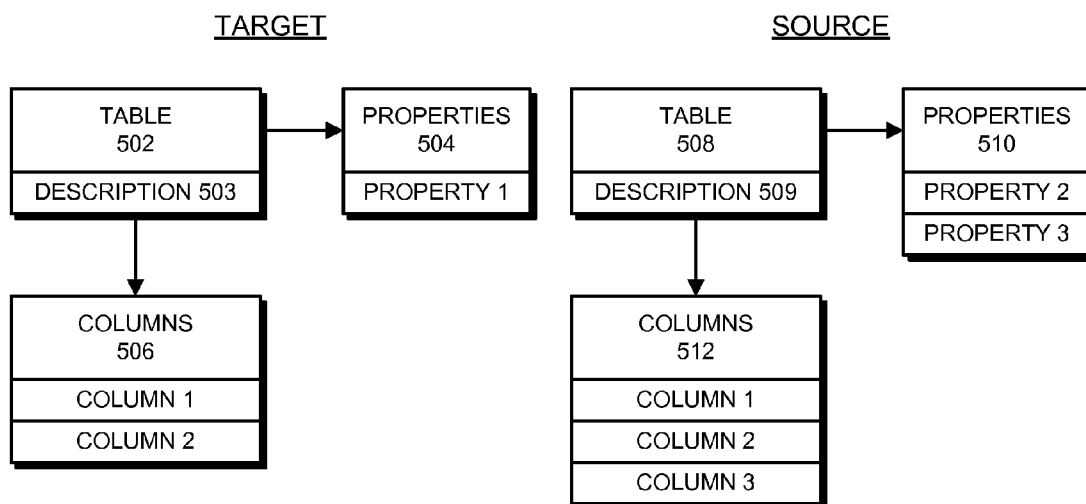 TARGET
TABLE
502
DESCRIPTION 503
PROPERTIES
504
PROPERTY 1
COLUMNS
506
COLUMN 1
COLUMN 2
SOURCE
TABLE
508
DESCRIPTION 509
PROPERTIES
510
PROPERTY 2
PROPERTY 3
COLUMNS
512
COLUMN 1
COLUMN 2
COLUMN 3